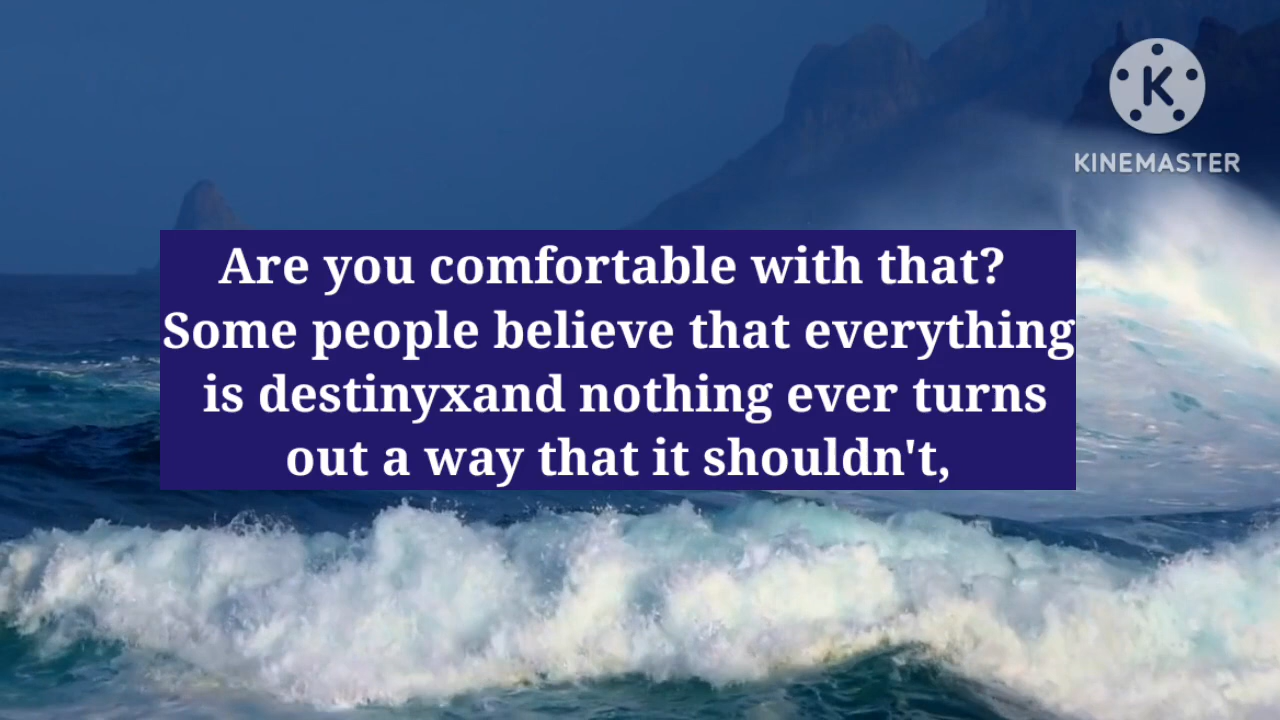 K
KINEMASTER
Are you comfortable with that?
Some people believe that everything
is destinyxand nothing ever turns
out a way that it shouldn't,